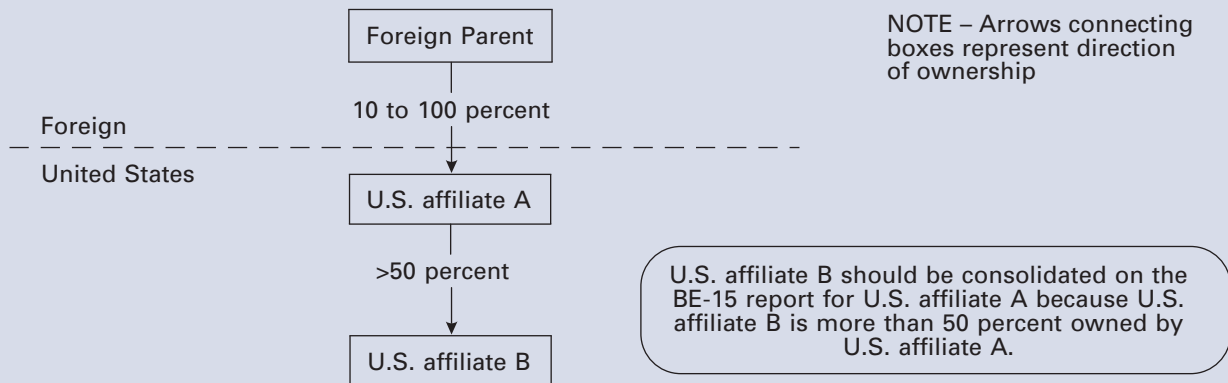 Foreign Parent
NOTE – Arrows connecting
boxes represent direction
of ownership
10 to 100 percent
Foreign
United States
U.S. affiliate A
>50 percent
U.S. affiliate B should be consolidated on the
BE-15 report for U.S. affiliate A because U.S.
affiliate B is more than 50 percent owned by
U.S. affiliate A.
U.S. affiliate B